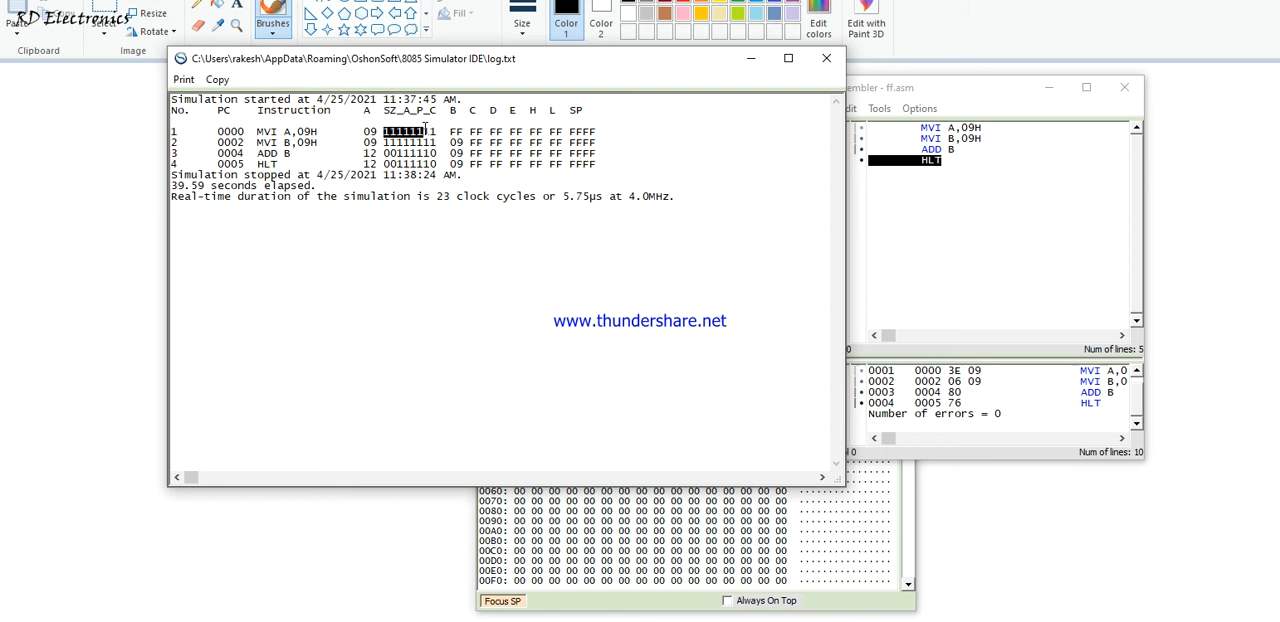 RD Electronics
Resize
Rotate
Clipboard
Image
Brushes
Fill
Size
Color
1
Color
2
Edit
colors
Edit with
Paint 3D
C:\Users\rakesh\AppData\Roaming\OshonSoft\8085 Simulator IDE\log.txt
Print Copy
Simulation started at 4/25/2021 11:37:45 AM.
No. PC Instruction A SZ_A_P_C B C D E H L SP
1 0000 MVI A,09H 09 11111111 FF FF FF FF FF FF FFFF
2 0002 MVI B,09H 09 11111111 09 FF FF FF FF FF FFFF
3 0004 ADD B 12 00111110 09 FF FF FF FF FF FFFF
4 0005 HLT 12 00111110 09 FF FF FF FF FF FFFF
Simulation stopped at 4/25/2021 11:38:24 AM.
39.59 seconds elapsed.
Real-time duration of the simulation is 23 clock cycles or 5.75µs at 4.0MHz.
www.thundershare.net
embler - ff.asm
dit Tools Options
MVI A,09H
MVI B,09H
ADD B
HLT
0 Num of lines: 5
0001 0000 3E 09 MVI A,0
0002 0002 06 09 MVI B,0
0003 0004 80 ADD B
0004 0005 76 HLT
Number of errors = 0
0 Num of lines: 10
0060: 00 00 00 00 00 00 00 00 00 00 00 00 00 00 00 00 ................
0070: 00 00 00 00 00 00 00 00 00 00 00 00 00 00 00 00 ................
0080: 00 00 00 00 00 00 00 00 00 00 00 00 00 00 00 00 ................
0090: 00 00 00 00 00 00 00 00 00 00 00 00 00 00 00 00 ................
00A0: 00 00 00 00 00 00 00 00 00 00 00 00 00 00 00 00 ................
00B0: 00 00 00 00 00 00 00 00 00 00 00 00 00 00 00 00 ................
00C0: 00 00 00 00 00 00 00 00 00 00 00 00 00 00 00 00 ................
00D0: 00 00 00 00 00 00 00 00 00 00 00 00 00 00 00 00 ................
00E0: 00 00 00 00 00 00 00 00 00 00 00 00 00 00 00 00 ................
00F0: 00 00 00 00 00 00 00 00 00 00 00 00 00 00 00 00 ................
Focus SP Always On Top